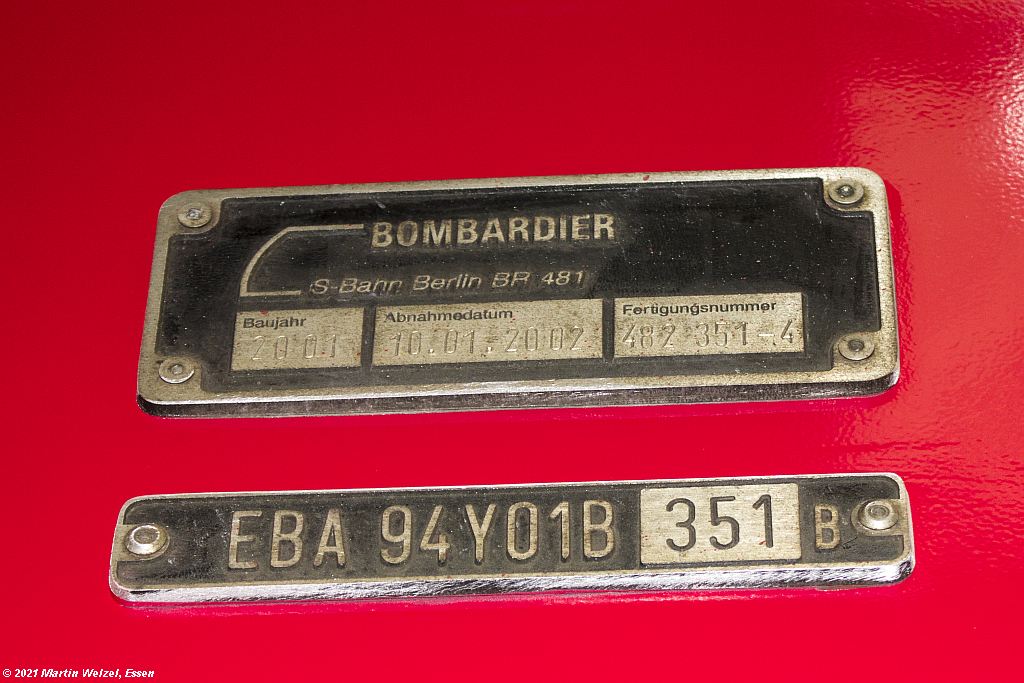 BOMBARDIER
S-Bahn Berlin BR 481
Baujahr Abnahmedatum Fertigungsnummer
2001 10.01.2002 482 351-4
EBA 94Y01B 351 B
© 2021 Martin Welzel, Essen